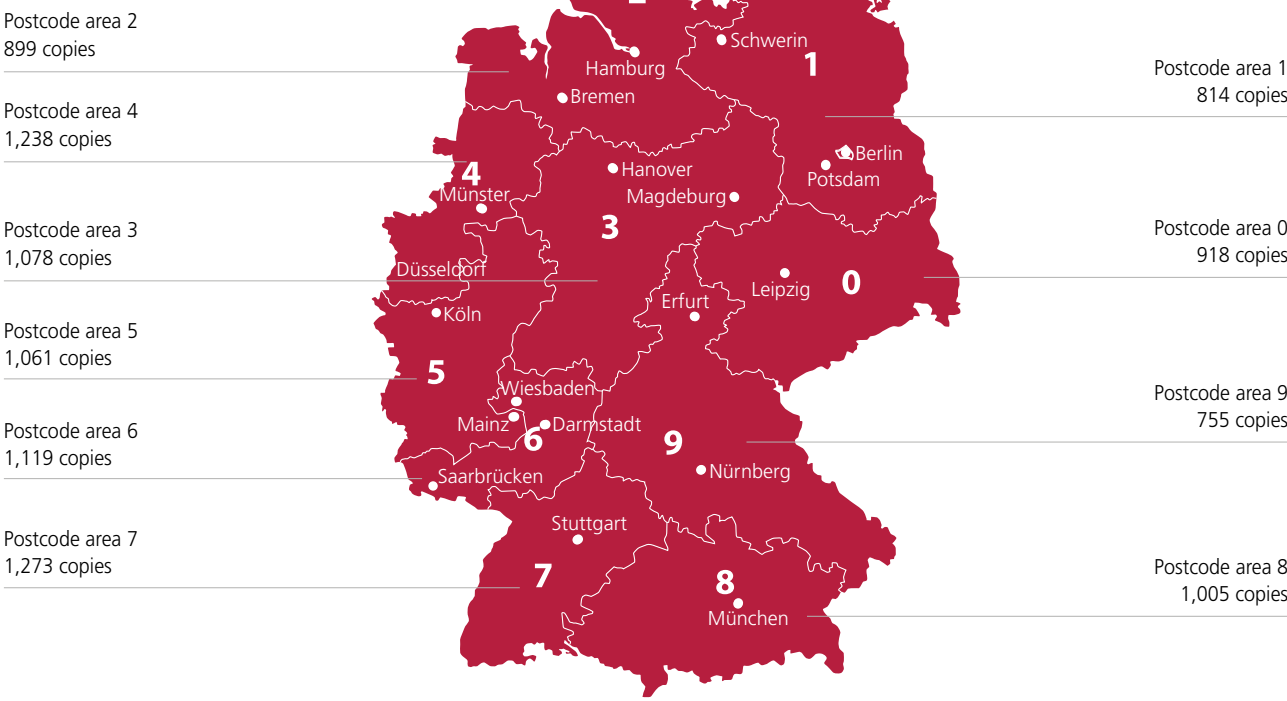 Postcode area 2
899 copies
Postcode area 4
1,238 copies
Postcode area 3
1,078 copies
Postcode area 5
1,061 copies
Postcode area 6
1,119 copies
Postcode area 7
1,273 copies
Schwerin
1
Hamburg
Bremen
Berlin
Potsdam
4
Münster
Hanover
Magdeburg
3
Düsseldorf
Köln
Erfurt
Leipzig
0
5
Wiesbaden
Mainz
Darmstadt
6
9
Saarbrücken
Nürnberg
Stuttgart
7
8
München
Postcode area 1
814 copies
Postcode area 0
918 copies
Postcode area 9
755 copies
Postcode area 8
1,005 copies